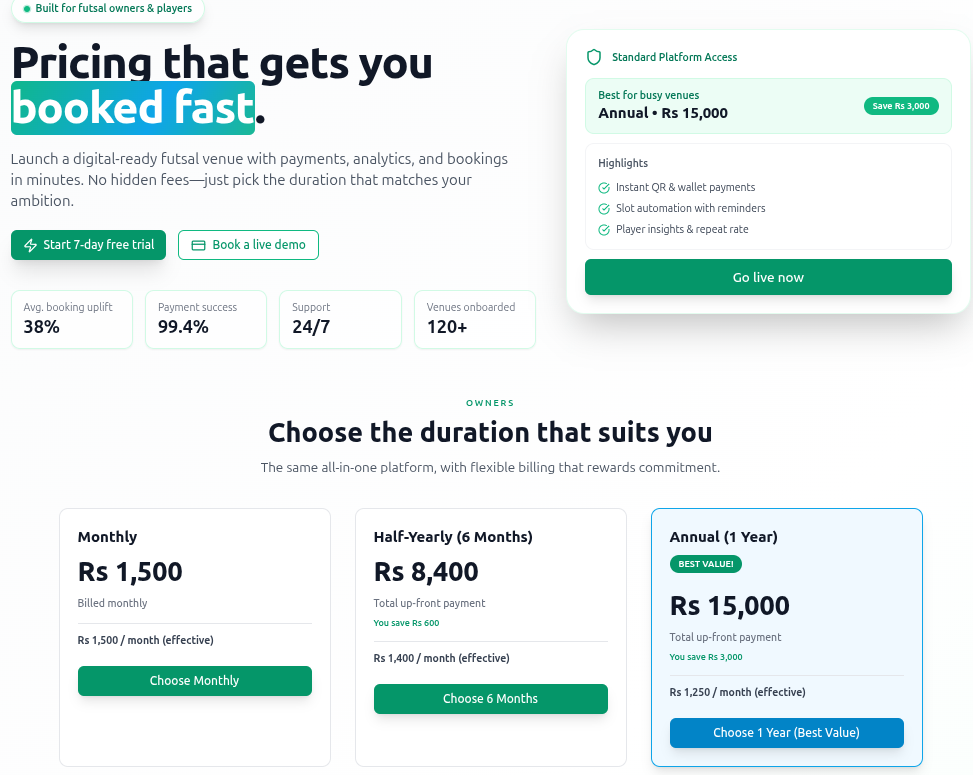 Built for futsal owners & players
Pricing that gets you
booked fast.
Launch a digital-ready futsal venue with payments, analytics, and bookings
in minutes. No hidden fees—just pick the duration that matches your
ambition.
Start 7-day free trial
Book a live demo
Avg. booking uplift
38%
Payment success
99.4%
Support
24/7
Venues onboarded
120+
Standard Platform Access
Best for busy venues
Annual • Rs 15,000
Save Rs 3,000
Highlights
Instant QR & wallet payments
Slot automation with reminders
Player insights & repeat rate
Go live now
OWNERS
Choose the duration that suits you
The same all-in-one platform, with flexible billing that rewards commitment.
Monthly
Rs 1,500
Billed monthly
Rs 1,500 / month (effective)
Choose Monthly
Half-Yearly (6 Months)
Rs 8,400
Total up-front payment
You save Rs 600
Rs 1,400 / month (effective)
Choose 6 Months
Annual (1 Year)
BEST VALUE!
Rs 15,000
Total up-front payment
You save Rs 3,000
Rs 1,250 / month (effective)
Choose 1 Year (Best Value)